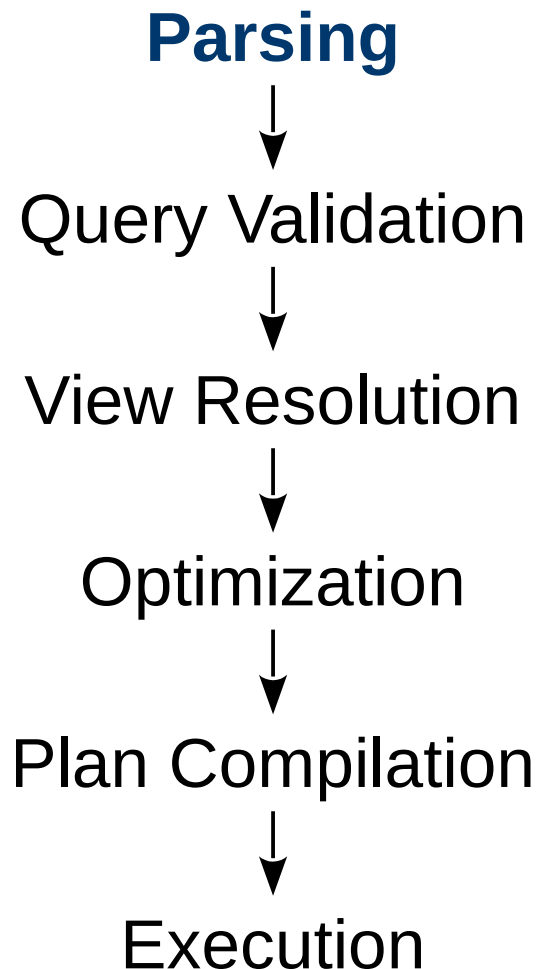 Parsing
Query Validation
View Resolution
Optimization
Plan Compilation
Execution